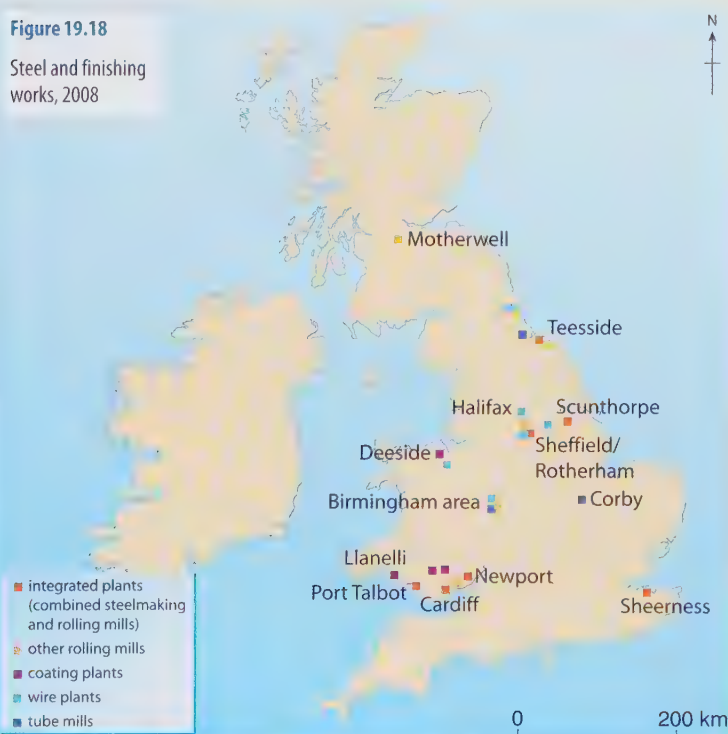 Figure 19.18
Steel and finishing
works, 2008
N
Motherwell
Teesside
Halifax
Scunthorpe
Sheffield/
Rotherham
Deeside
Birmingham area
Corby
Llanelli
Newport
Port Talbot
Cardiff
Sheerness
integrated plants
(combined steelmaking
and rolling mills)
other rolling mills
coating plants
wire plants
tube mills
0 200 km